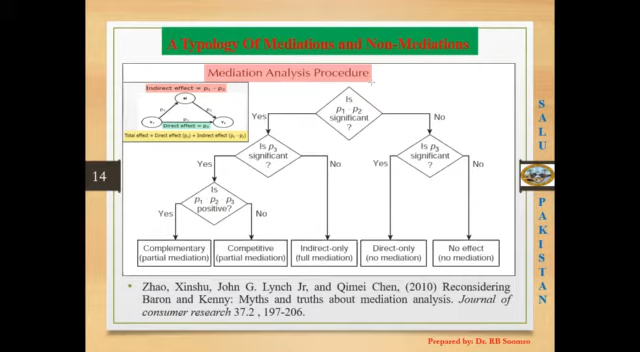 A Typology Of Mediations and Non-Mediations
Mediation Analysis Procedure
Indirect effect = p₁ · p₂
M
p₁
p₂
Y₁
p₃
Y₂
Direct effect = p₃
Total effect = Direct effect (p₃) + Indirect effect (p₁ · p₂)
Is
p₁ · p₂
significant
?
Yes
No
Is p₃
significant
?
Is p₃
significant
?
Yes
No
Yes
No
Is
p₁ p₂ p₃
positive?
Yes
No
Complementary
(partial mediation)
Competitive
(partial mediation)
Indirect-only
(full mediation)
Direct-only
(no mediation)
No effect
(no mediation)
14
S
A
L
U
P
A
K
I
S
T
A
N
• Zhao, Xinshu, John G. Lynch Jr, and Qimei Chen, (2010) Reconsidering
Baron and Kenny: Myths and truths about mediation analysis. Journal of
consumer research 37.2 , 197-206.
Prepared by: Dr. RB Soomro